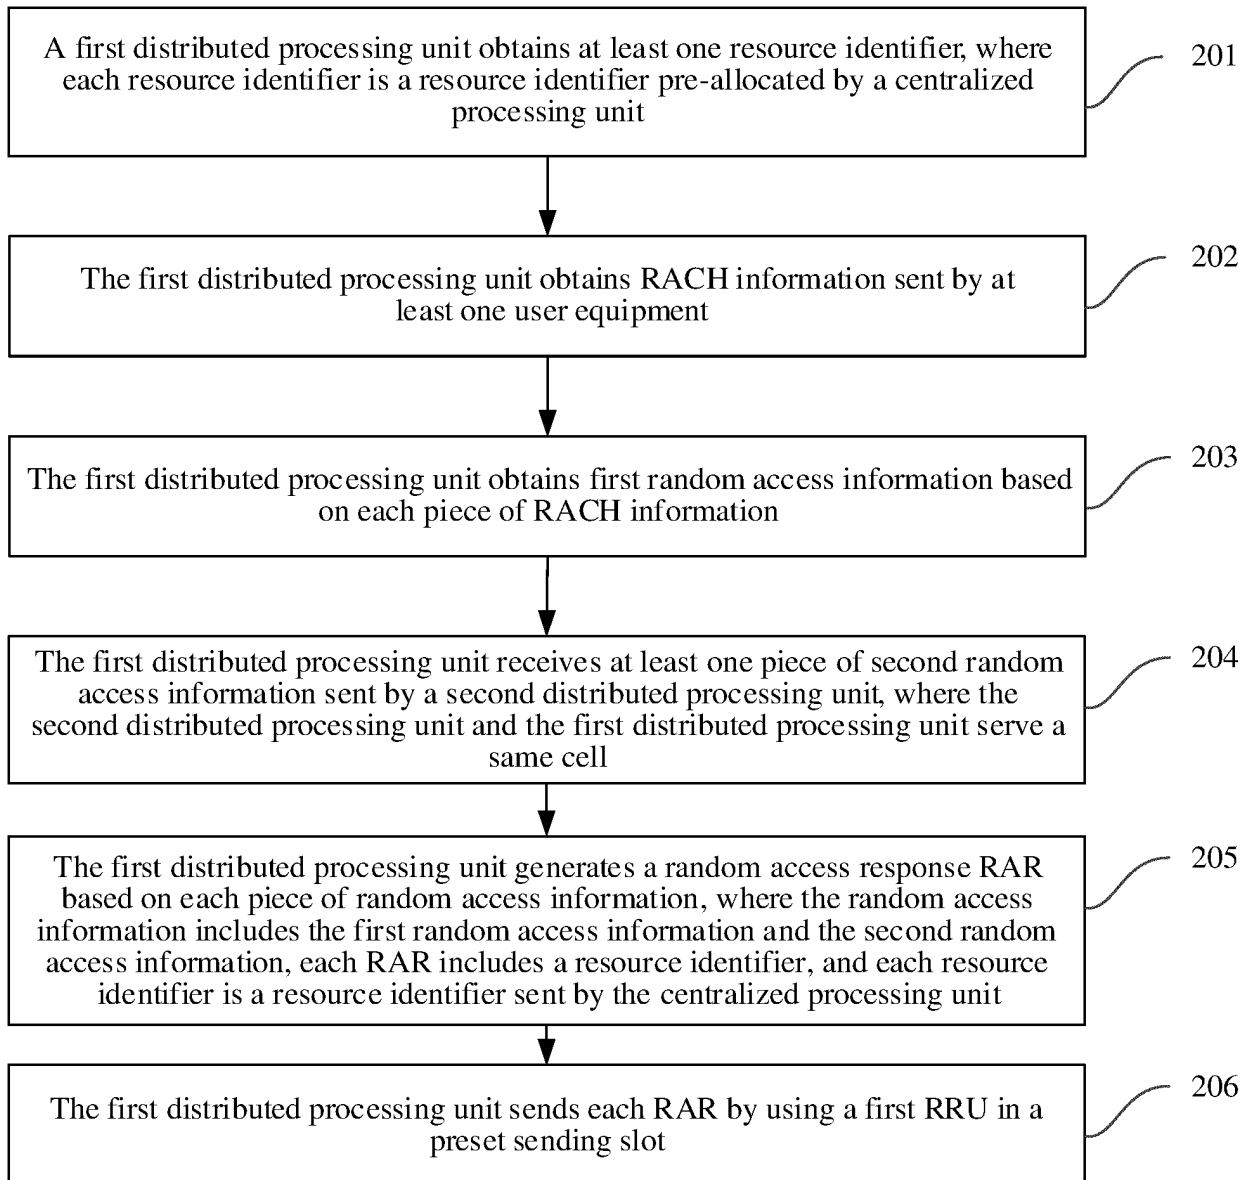 A first distributed processing unit obtains at least one resource identifier, where
each resource identifier is a resource identifier pre-allocated by a centralized
processing unit
201
The first distributed processing unit obtains RACH information sent by at
least one user equipment
202
The first distributed processing unit obtains first random access information based
on each piece of RACH information
203
The first distributed processing unit receives at least one piece of second random
access information sent by a second distributed processing unit, where the
second distributed processing unit and the first distributed processing unit serve a
same cell
204
The first distributed processing unit generates a random access response RAR
based on each piece of random access information, where the random access
information includes the first random access information and the second random
access information, each RAR includes a resource identifier, and each resource
identifier is a resource identifier sent by the centralized processing unit
205
The first distributed processing unit sends each RAR by using a first RRU in a
preset sending slot
206